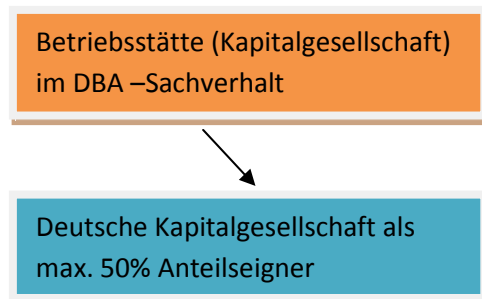 Betriebsstätte (Kapitalgesellschaft)
im DBA –Sachverhalt
Deutsche Kapitalgesellschaft als
max. 50% Anteilseigner